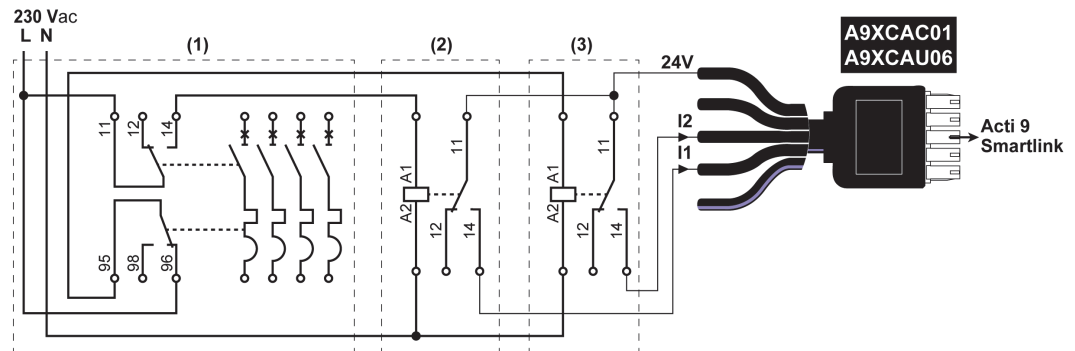 230 Vac
L N
(1)
(2)
(3)
24V
A9XCAC01
A9XCAU06
11
12
14
11
11
I2
Acti 9
Smartlink
I1
A1
A2
A1
A2
12
14
12
14
95
98
96